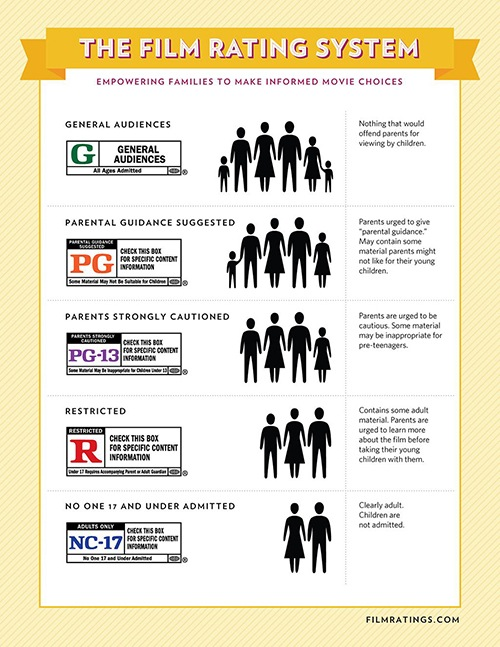 THE FILM RATING SYSTEM
EMPOWERING FAMILIES TO MAKE INFORMED MOVIE CHOICES
GENERAL AUDIENCES
G
GENERAL
AUDIENCES
All Ages Admitted
®
Nothing that would
offend parents for
viewing by children.
PARENTAL GUIDANCE SUGGESTED
PARENTAL GUIDANCE
SUGGESTED
PG
CHECK THIS BOX
FOR SPECIFIC CONTENT
INFORMATION
Some Material May Not Be Suitable for Children
®
Parents urged to give
"parental guidance."
May contain some
material parents might
not like for their young
children.
PARENTS STRONGLY CAUTIONED
PARENTS STRONGLY
CAUTIONED
PG-13
CHECK THIS BOX
FOR SPECIFIC CONTENT
INFORMATION
Some Material May Be Inappropriate for Children Under 13
®
Parents are urged to be
cautious. Some material
may be inappropriate for
pre-teenagers.
RESTRICTED
RESTRICTED
R
CHECK THIS BOX
FOR SPECIFIC CONTENT
INFORMATION
Under 17 Requires Accompanying Parent or Adult Guardian
®
Contains some adult
material. Parents are
urged to learn more
about the film before
taking their young
children with them.
NO ONE 17 AND UNDER ADMITTED
ADULTS ONLY
NC-17
CHECK THIS BOX
FOR SPECIFIC CONTENT
INFORMATION
No One 17 and Under Admitted
®
Clearly adult.
Children are
not admitted.
FILMRATINGS.COM